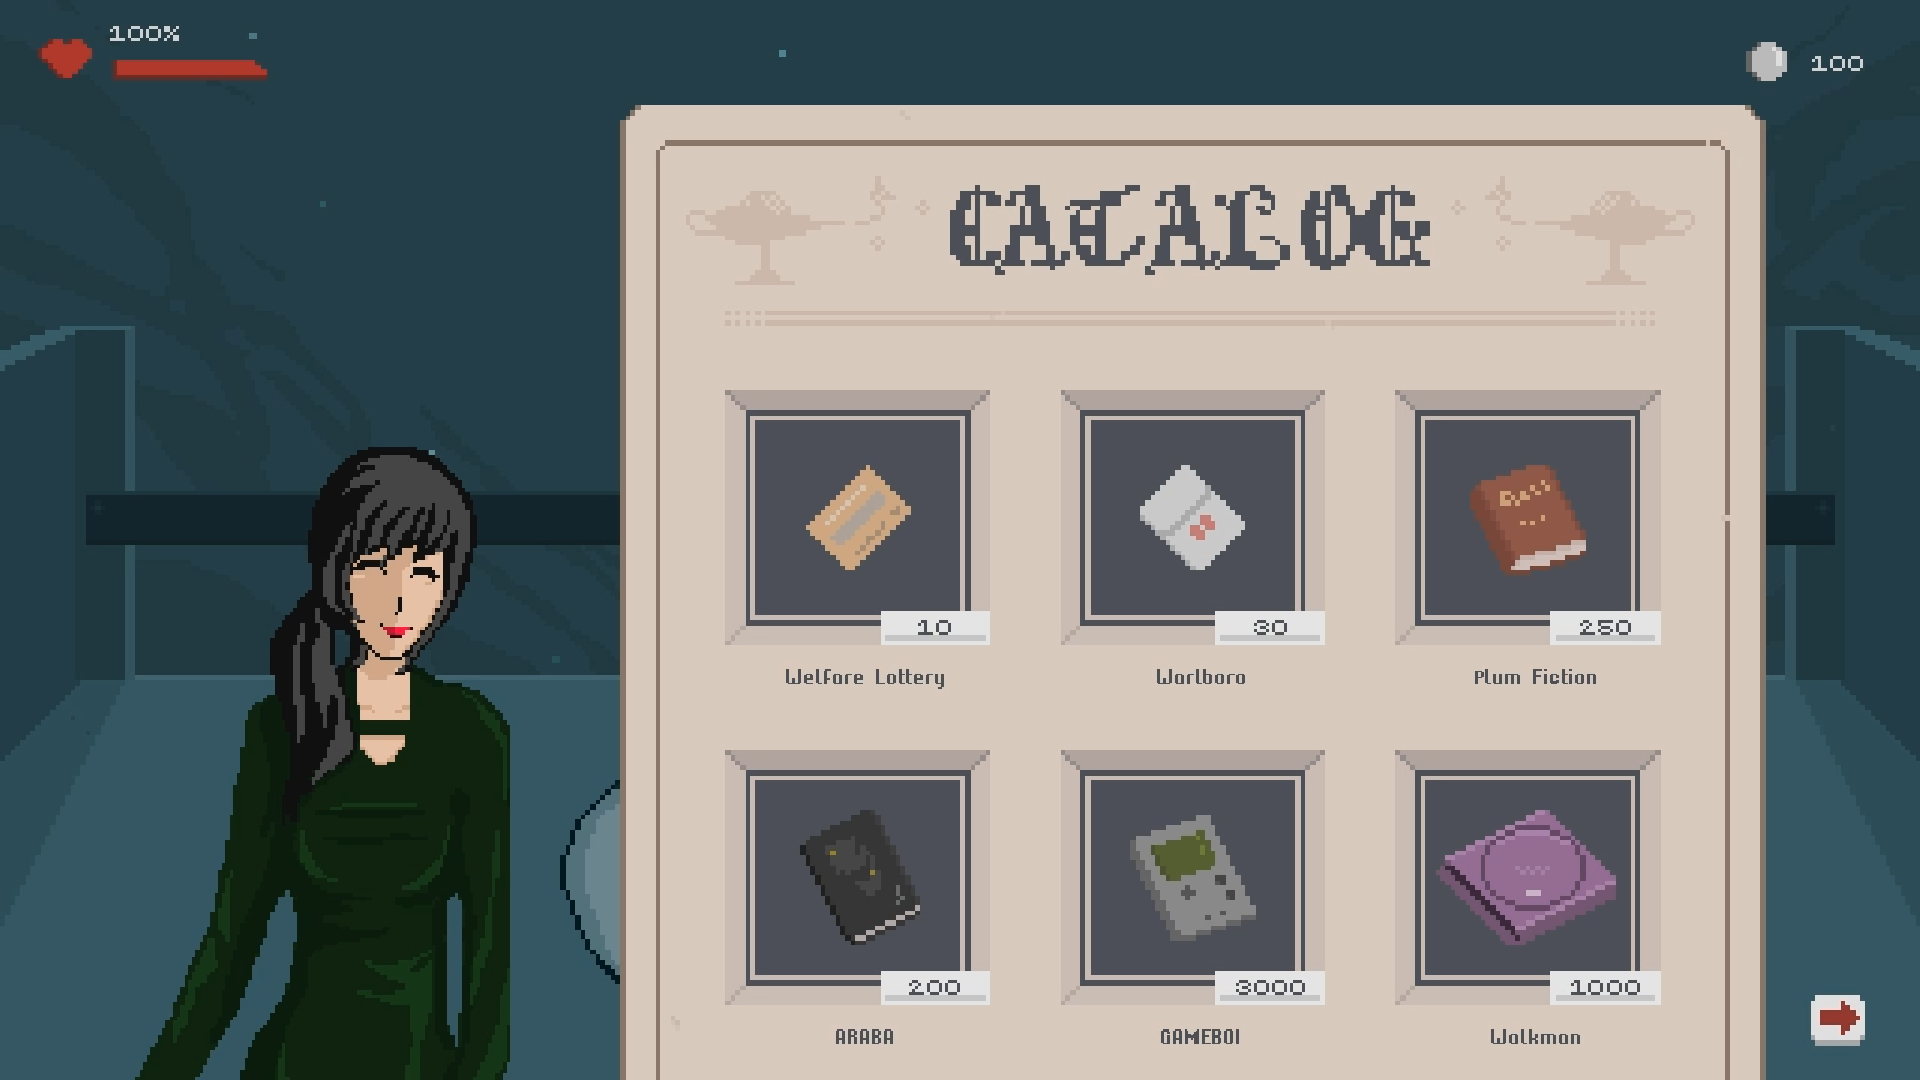 100%
100
CATALOG
10
30
250
Welfare Lottery
Warlboro
Plum Fiction
200
3000
1000
ARABA
GAMEBOI
Walkman